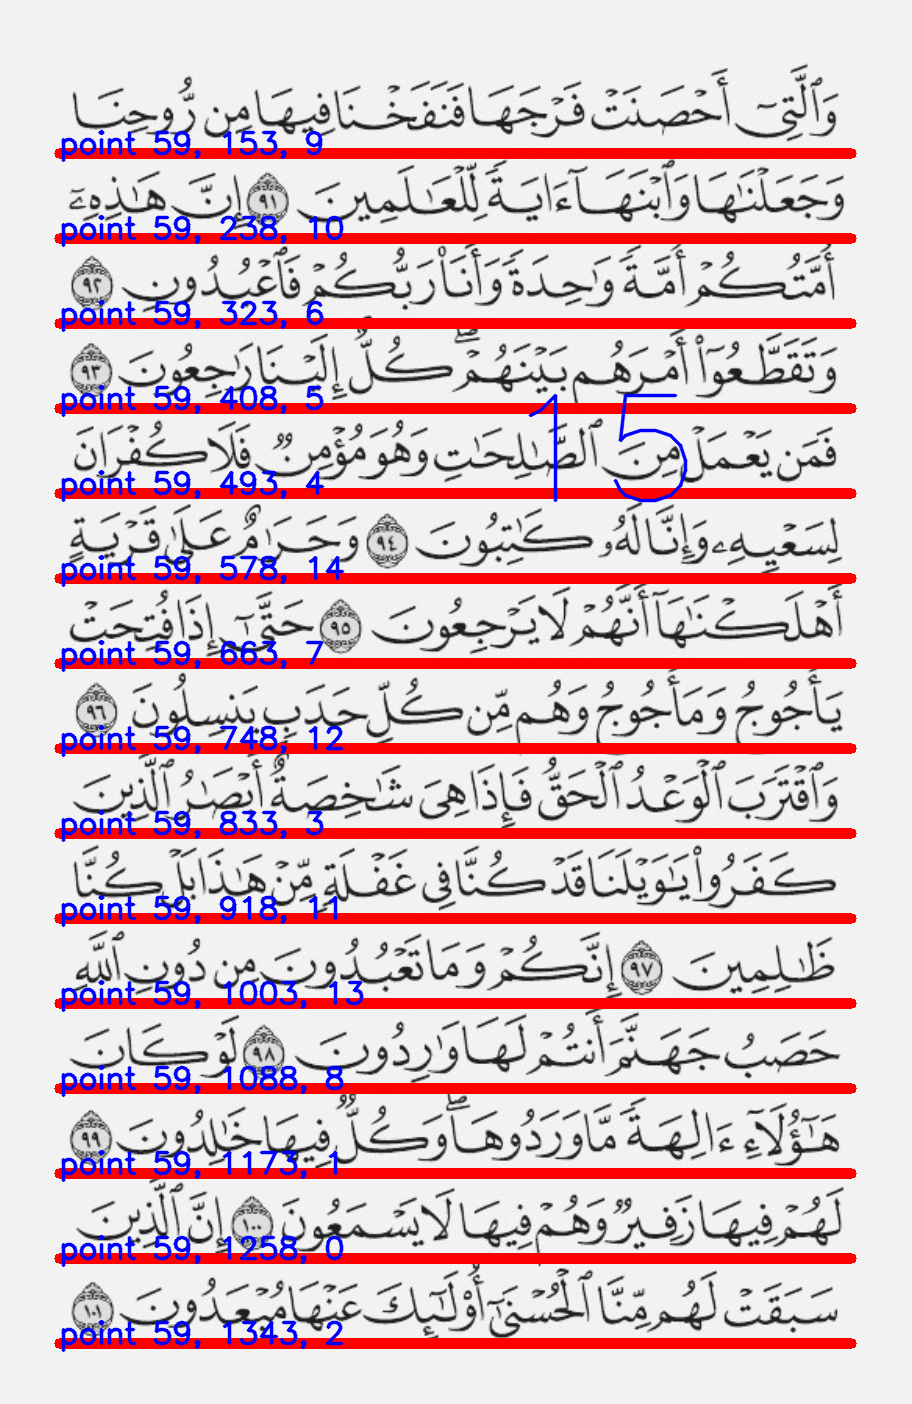 وَٱلَّتِىٓ أَحْصَنَتْ فَرْجَهَا فَنَفَخْنَا فِيهَا مِن رُّوحِنَا
point 59, 153, 9
وَجَعَلْنَٰهَا وَٱبْنَهَآ ءَايَةً لِّلْعَٰلَمِينَ ٩١ إِنَّ هَٰذِهِۦٓ
point 59, 238, 10
أُمَّتُكُمْ أُمَّةً وَٰحِدَةً وَأَنَا۠ رَبُّكُمْ فَٱعْبُدُونِ ٩٢
point 59, 323, 6
وَتَقَطَّعُوٓا۟ أَمْرَهُم بَيْنَهُمْ ۖ كُلٌّ إِلَيْنَا رَٰجِعُونَ ٩٣
point 59, 408, 5
15
فَمَن يَعْمَلْ مِنَ ٱلصَّٰلِحَٰتِ وَهُوَ مُؤْمِنٌ فَلَا كُفْرَانَ
point 59, 493, 4
لِسَعْيِهِۦ وَإِنَّا لَهُۥ كَٰتِبُونَ ٩٤ وَحَرَٰمٌ عَلَىٰ قَرْيَةٍ
point 59, 578, 14
أَهْلَكْنَٰهَآ أَنَّهُمْ لَا يَرْجِعُونَ ٩٥ حَتَّىٰٓ إِذَا فُتِحَتْ
point 59, 663, 7
يَأْجُوجُ وَمَأْجُوجُ وَهُم مِّن كُلِّ حَدَبٍ يَنسِلُونَ ٩٦
point 59, 748, 12
وَٱقْتَرَبَ ٱلْوَعْدُ ٱلْحَقُّ فَإِذَا هِىَ شَٰخِصَةٌ أَبْصَٰرُ ٱلَّذِينَ
point 59, 833, 3
كَفَرُوا۟ يَٰوَيْلَنَا قَدْ كُنَّا فِى غَفْلَةٍ مِّنْ هَٰذَا بَلْ كُنَّا
point 59, 918, 11
ظَٰلِمِينَ ٩٧ إِنَّكُمْ وَمَا تَعْبُدُونَ مِن دُونِ ٱللَّهِ
point 59, 1003, 13
حَصَبُ جَهَنَّمَ أَنتُمْ لَهَا وَٰرِدُونَ ٩٨ لَوْ كَانَ
point 59, 1088, 8
هَٰٓؤُلَآءِ ءَالِهَةً مَّا وَرَدُوهَا ۖ وَكُلٌّ فِيهَا خَٰلِدُونَ ٩٩
point 59, 1173, 1
لَهُمْ فِيهَا زَفِيرٌ وَهُمْ فِيهَا لَا يَسْمَعُونَ ١٠٠ إِنَّ ٱلَّذِينَ
point 59, 1258, 0
سَبَقَتْ لَهُم مِّنَّا ٱلْحُسْنَىٰٓ أُو۟لَٰٓئِكَ عَنْهَا مُبْعَدُونَ ١٠١
point 59, 1343, 2